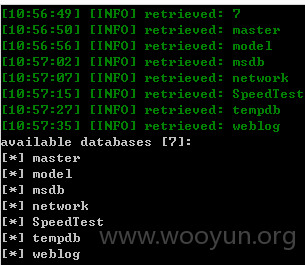 [10:56:49] [INFO] retrieved: 7
[10:56:50] [INFO] retrieved: master
[10:56:56] [INFO] retrieved: model
[10:57:02] [INFO] retrieved: msdb
[10:57:07] [INFO] retrieved: network
[10:57:15] [INFO] retrieved: SpeedTest
[10:57:27] [INFO] retrieved: tempdb
[10:57:35] [INFO] retrieved: weblog
available databases [7]:
[*] master
[*] model
[*] msdb
[*] network
[*] SpeedTest
[*] tempdb
[*] weblog
www.wooyun.org